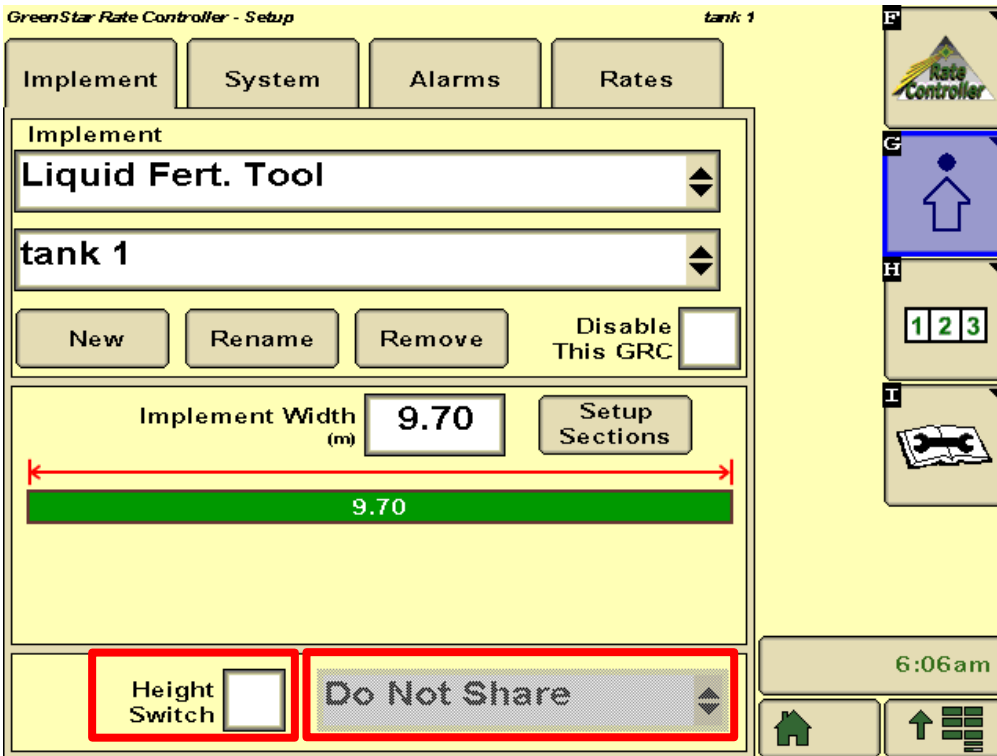 GreenStar Rate Controller - Setup
tank 1
Implement
System
Alarms
Rates
Implement
Liquid Fert. Tool
tank 1
New
Rename
Remove
Disable
This GRC
Implement Width
(m)
9.70
Setup
Sections
9.70
Height
Switch
Do Not Share
F
Rate
Controller
G
H
1 2 3
I
6:06am